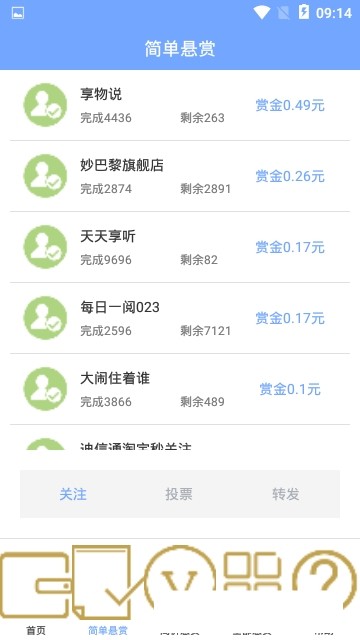 09:14
简单悬赏
享物说
完成4436 剩余263
赏金0.49元
妙巴黎旗舰店
完成2874 剩余2891
赏金0.26元
天天享听
完成9696 剩余82
赏金0.17元
每日一阅023
完成2596 剩余7121
赏金0.17元
大闹住着谁
完成3866 剩余489
赏金0.1元
关注 投票 转发
首页 简单悬赏